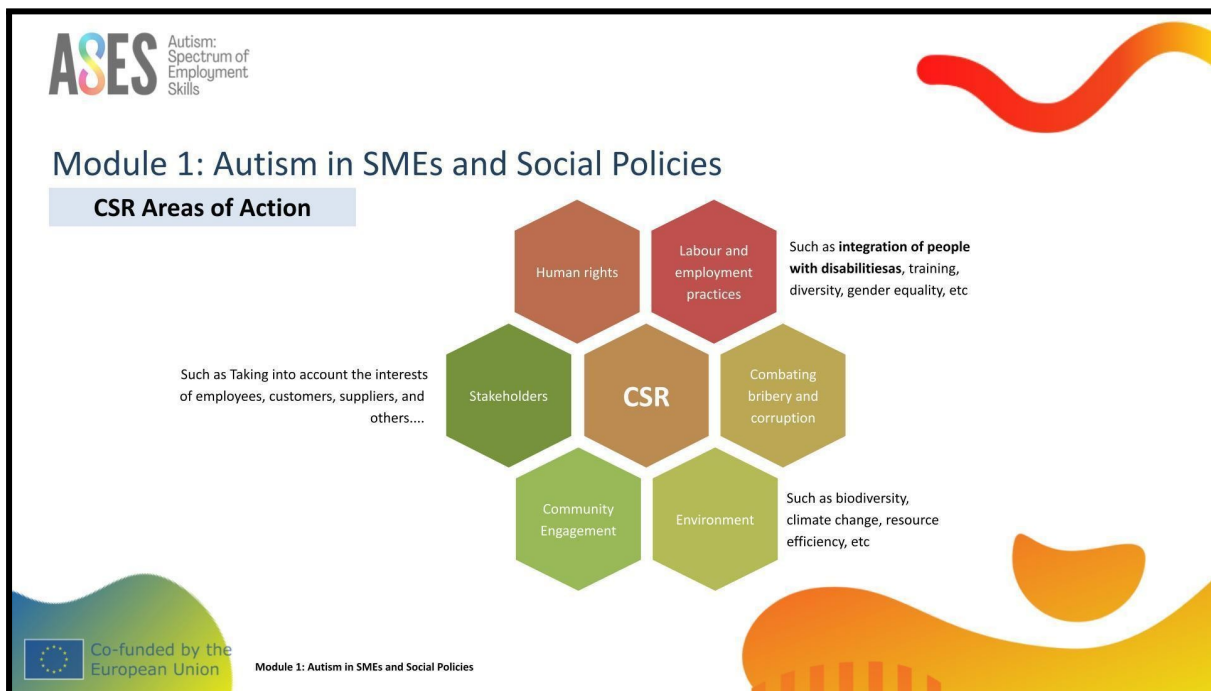 ASES
Autism:
Spectrum of
Employment
Skills
Module 1: Autism in SMEs and Social Policies
CSR Areas of Action
Human rights
Labour and
employment
practices
Such as integration of people
with disabilitiesas, training,
diversity, gender equality, etc
Such as Taking into account the interests
of employees, customers, suppliers, and
others....
Stakeholders
CSR
Combating
bribery and
corruption
Community
Engagement
Environment
Such as biodiversity,
climate change, resource
efficiency, etc
Co-funded by the
European Union
Module 1: Autism in SMEs and Social Policies